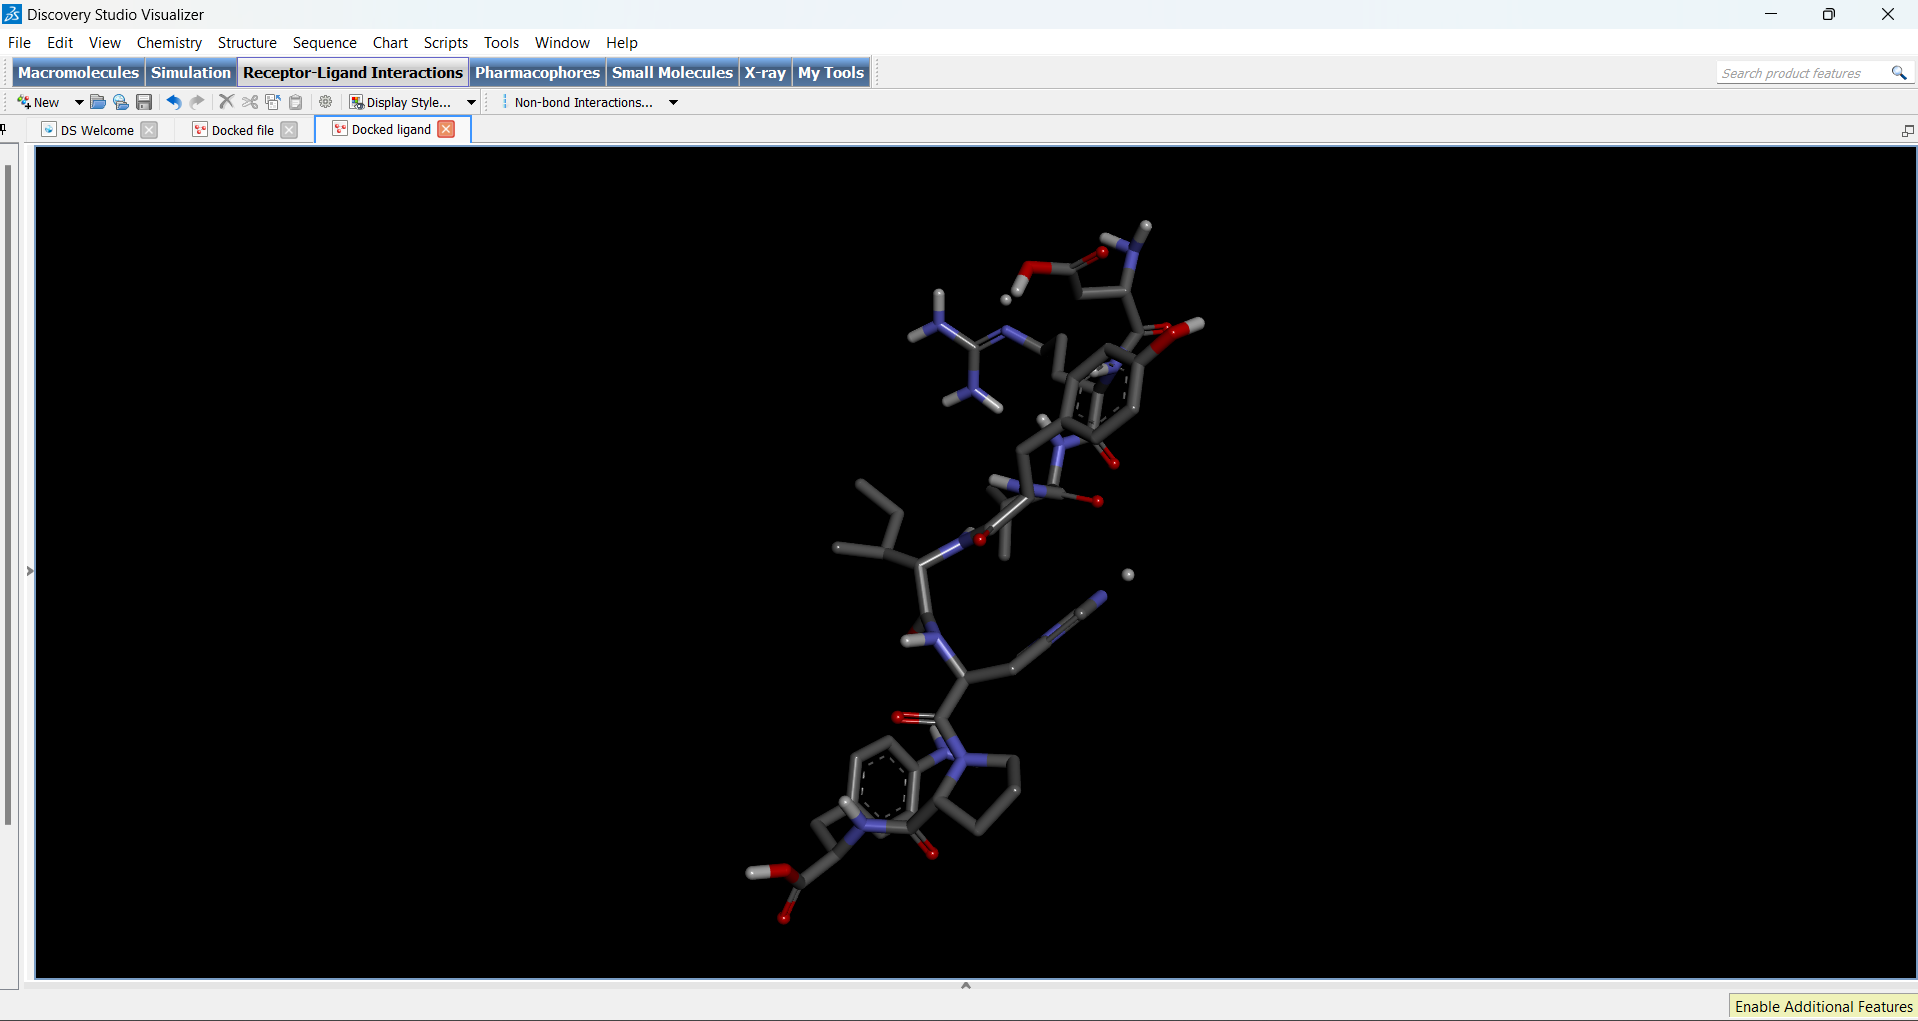 Discovery Studio Visualizer
File Edit View Chemistry Structure Sequence Chart Scripts Tools Window Help
Macromolecules Simulation Receptor-Ligand Interactions Pharmacophores Small Molecules X-ray My Tools Search product features
New Display Style... Non-bond Interactions...
DS Welcome Docked file Docked ligand
Enable Additional Features